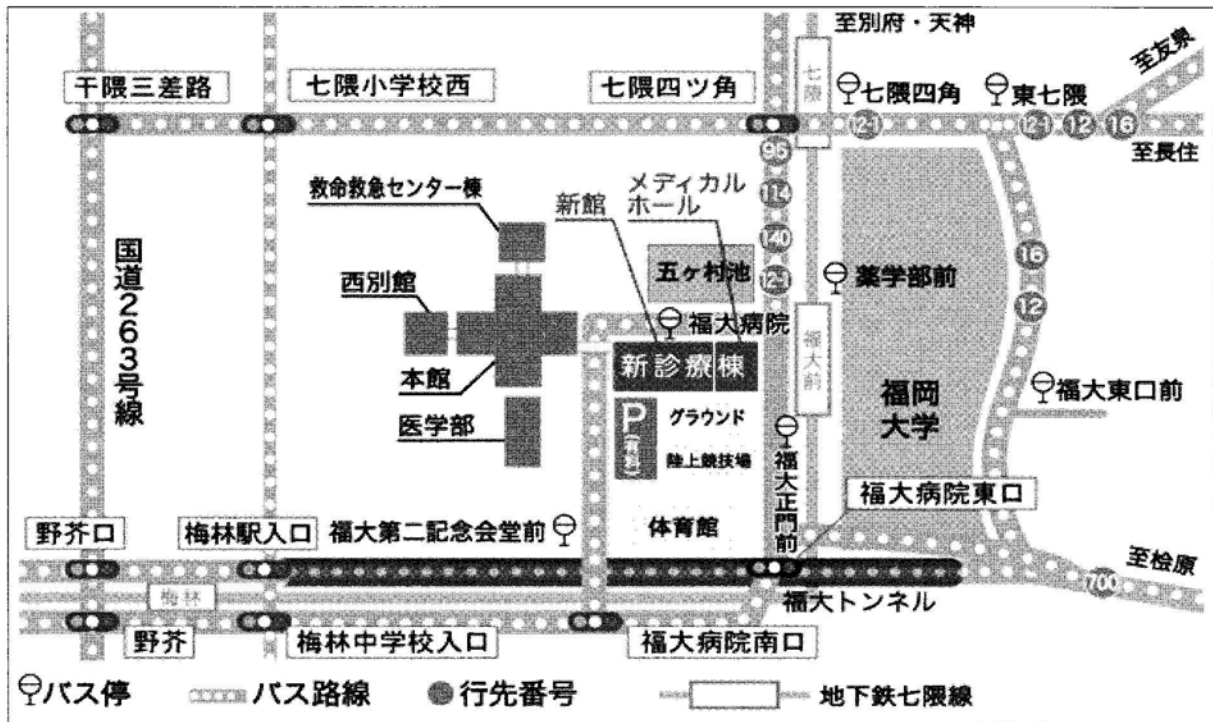 至別府・天神
至友泉
干隈三差路
七隈小学校西
七隈四ツ角
七隈
七隈四角
東七隈
12-1
12-1
12
16
至長住
95
114
140
12-1
救命救急センター棟
新館
メディカル
ホール
国道263号線
西別館
五ヶ村池
薬学部前
16
12
福大病院
本館
新診療棟
福大前
医学部
P(有料)
グラウンド
陸上競技場
福岡
大学
福大東口前
福大正門前
福大病院東口
野芥口
梅林駅入口
福大第二記念会堂前
体育館
至桧原
700
梅林
福大トンネル
野芥
梅林中学校入口
福大病院南口
バス停
バス路線
行先番号
地下鉄七隈線